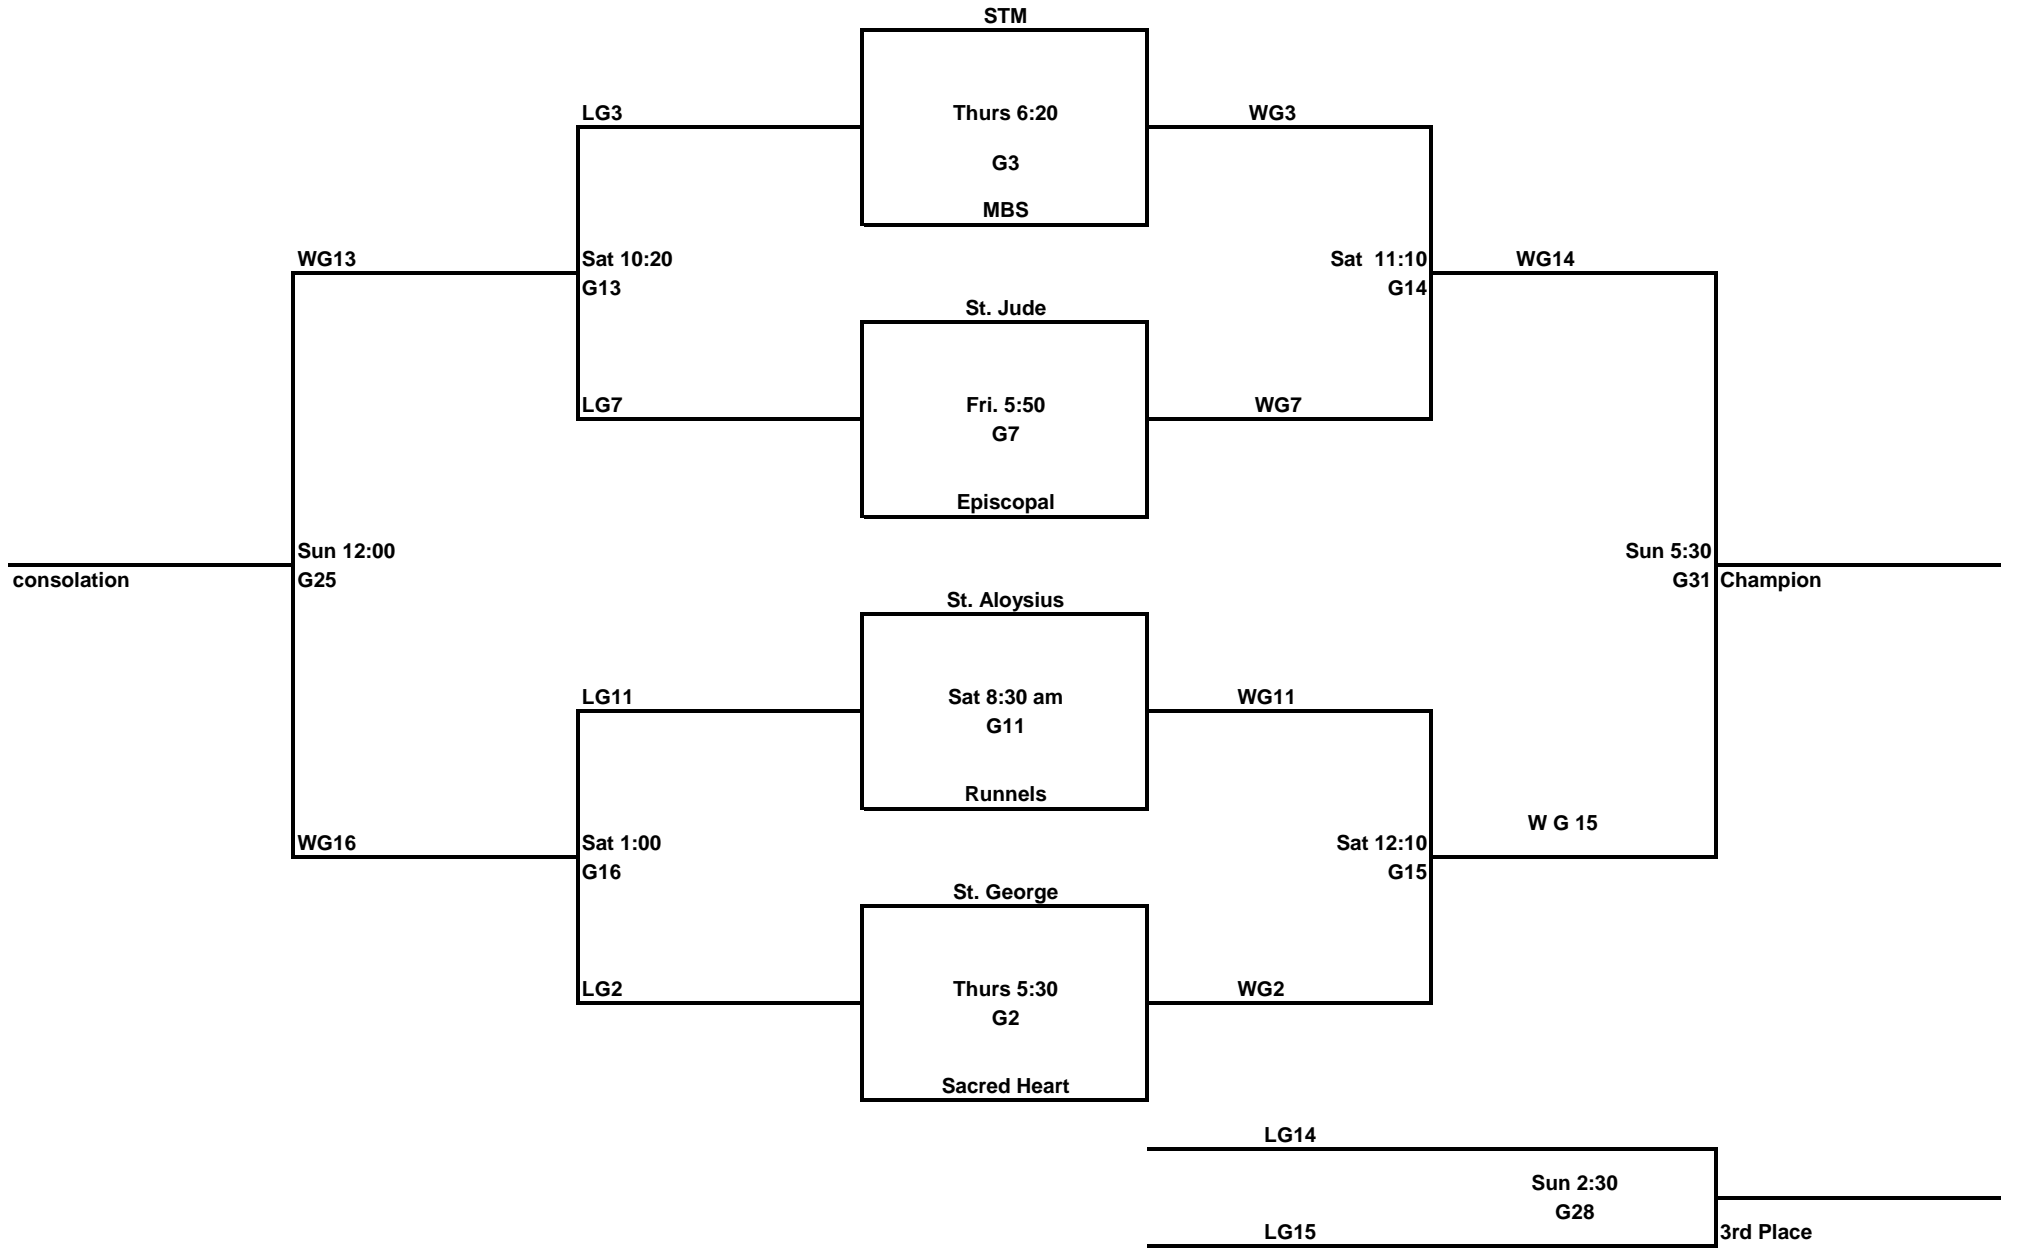 STM
LG3
Thurs 6:20
WG3
G3
MBS
WG13
Sat 10:20
Sat  11:10
WG14
G13
G14
St. Jude
LG7
Fri. 5:50
WG7
G7
Episcopal
Sun 12:00
Sun 5:30
consolation
G25
G31
Champion
St. Aloysius
LG11
Sat 8:30 am
WG11
G11
Runnels
W G 15
WG16
Sat 1:00
Sat 12:10
G16
G15
St. George
LG2
Thurs 5:30
WG2
G2
Sacred Heart
LG14
Sun 2:30
G28
LG15
3rd Place